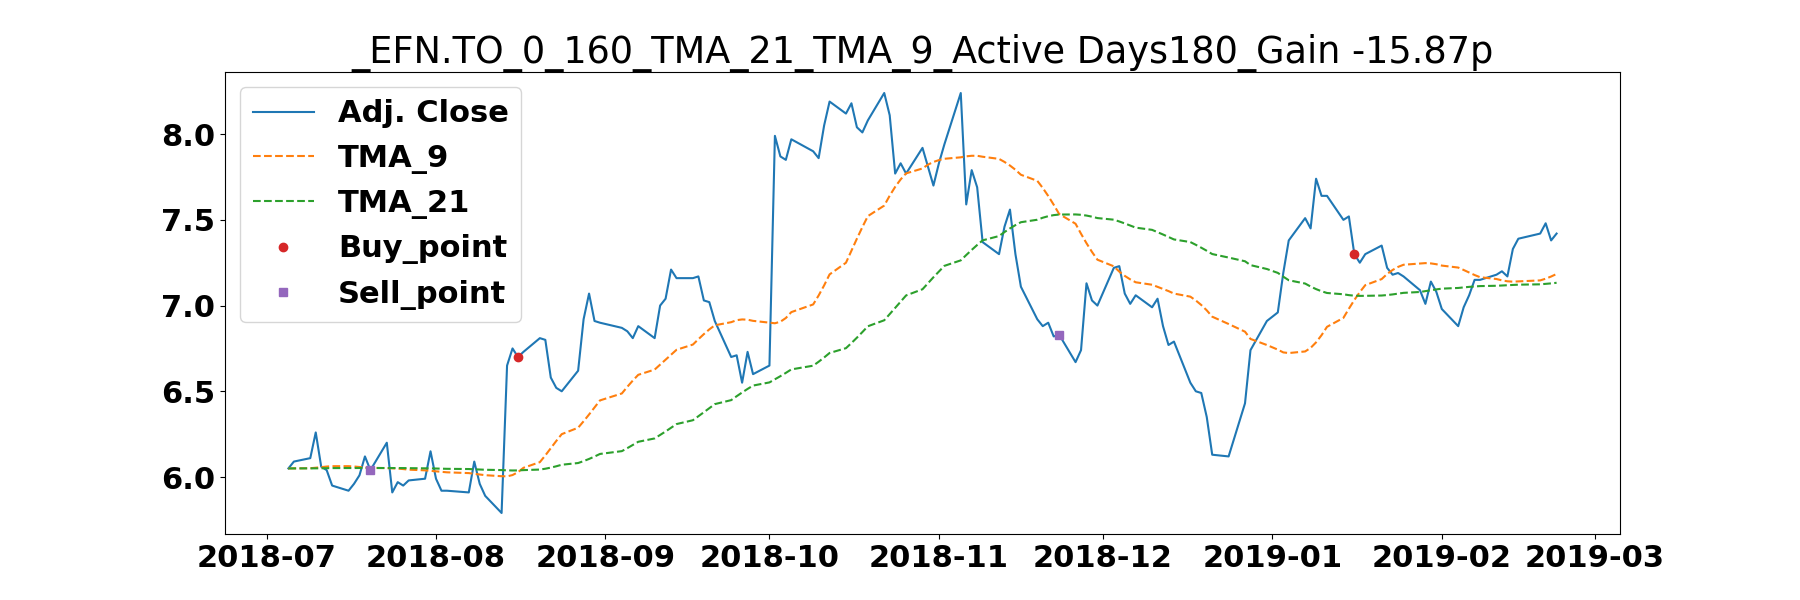 _EFN.TO_0_160_TMA_21_TMA_9_Active Days180_Gain -15.87p
Adj. Close
TMA_9
TMA_21
Buy_point
Sell_point
8.0
7.5
7.0
6.5
6.0
2018-07 2018-08 2018-09 2018-10 2018-11 2018-12 2019-01 2019-02 2019-03